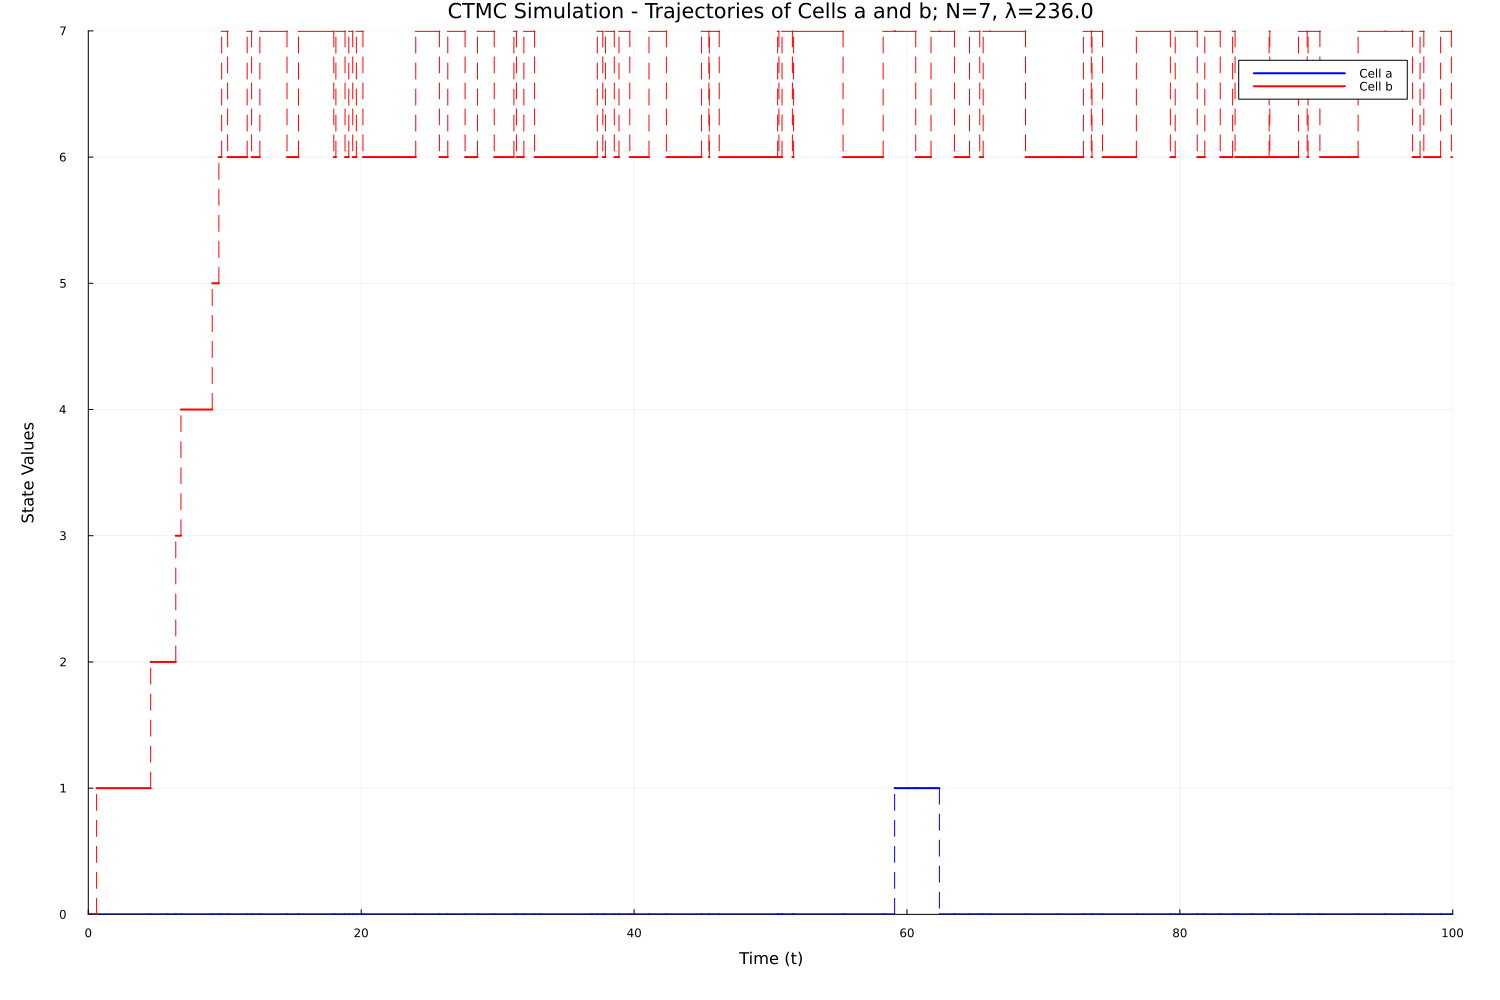 CTMC Simulation - Trajectories of Cells a and b; N=7, λ=236.0
7
Cell a
Cell b
6
5
4
State Values
3
2
1
0
0 20 40 60 80 100
Time (t)